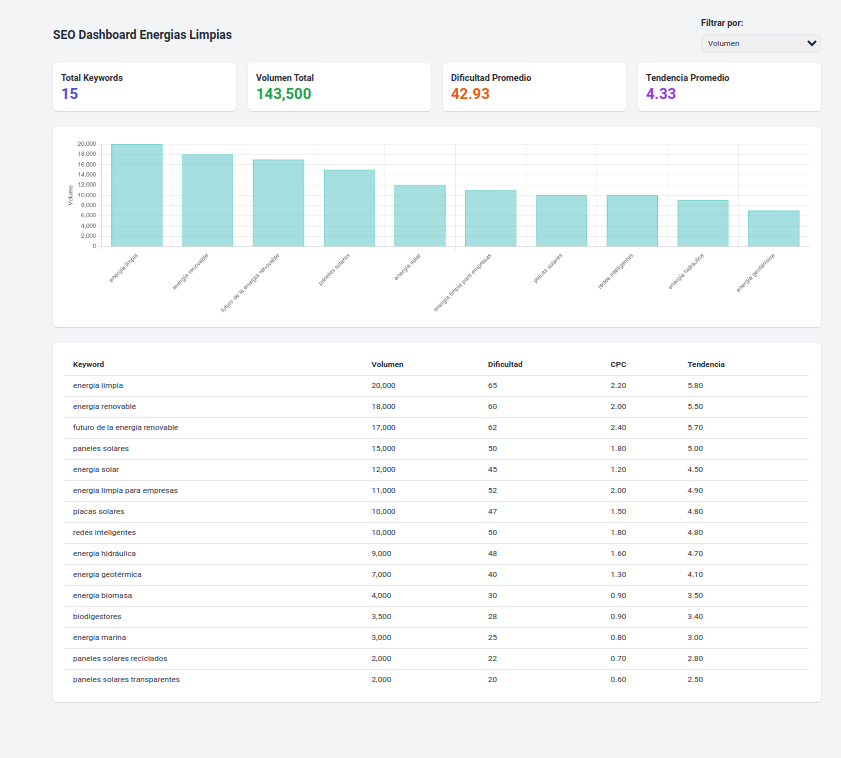 SEO Dashboard Energias Limpias
Filtrar por:
Volumen
Total Keywords
15
Volumen Total
143,500
Dificultad Promedio
42.93
Tendencia Promedio
4.33
Volume
20,000
18,000
16,000
14,000
12,000
10,000
8,000
6,000
4,000
2,000
0
energía limpia
energía renovable
futuro de la energía renovable
paneles solares
energía solar
energía limpia para empresas
placas solares
redes inteligentes
energía hidráulica
energía geotérmica
Keyword Volumen Dificultad CPC Tendencia
energía limpia 20,000 65 2.20 5.80
energía renovable 18,000 60 2.00 5.50
futuro de la energía renovable 17,000 62 2.40 5.70
paneles solares 15,000 50 1.80 5.00
energía solar 12,000 45 1.20 4.50
energía limpia para empresas 11,000 52 2.00 4.90
placas solares 10,000 47 1.50 4.80
redes inteligentes 10,000 50 1.80 4.80
energía hidráulica 9,000 48 1.60 4.70
energía geotérmica 7,000 40 1.30 4.10
energía biomasa 4,000 30 0.90 3.50
biodigestores 3,500 28 0.90 3.40
energía marina 3,000 25 0.80 3.00
paneles solares reciclados 2,000 22 0.70 2.80
paneles solares transparentes 2,000 20 0.60 2.50